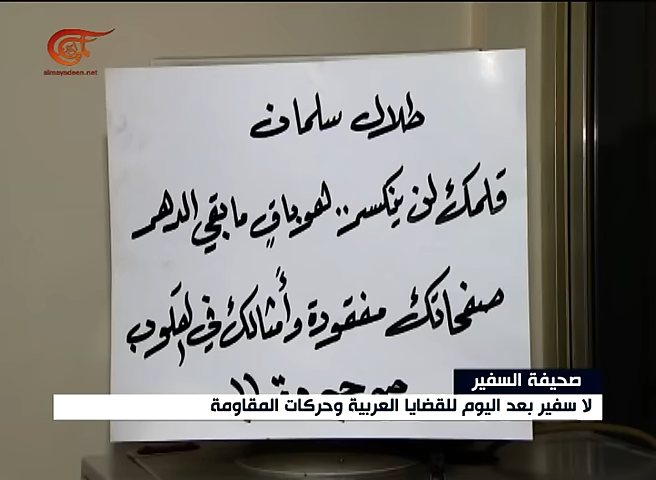 almayadeen.net
طلال سلمان
قلمك لن ينكسر.. لهو باقٍ ما بقي الدهر
صفحاتك مفقودة وأمثالك في القلوب
صحيفة السفير
لا سفير بعد اليوم للقضايا العربية وحركات المقاومة